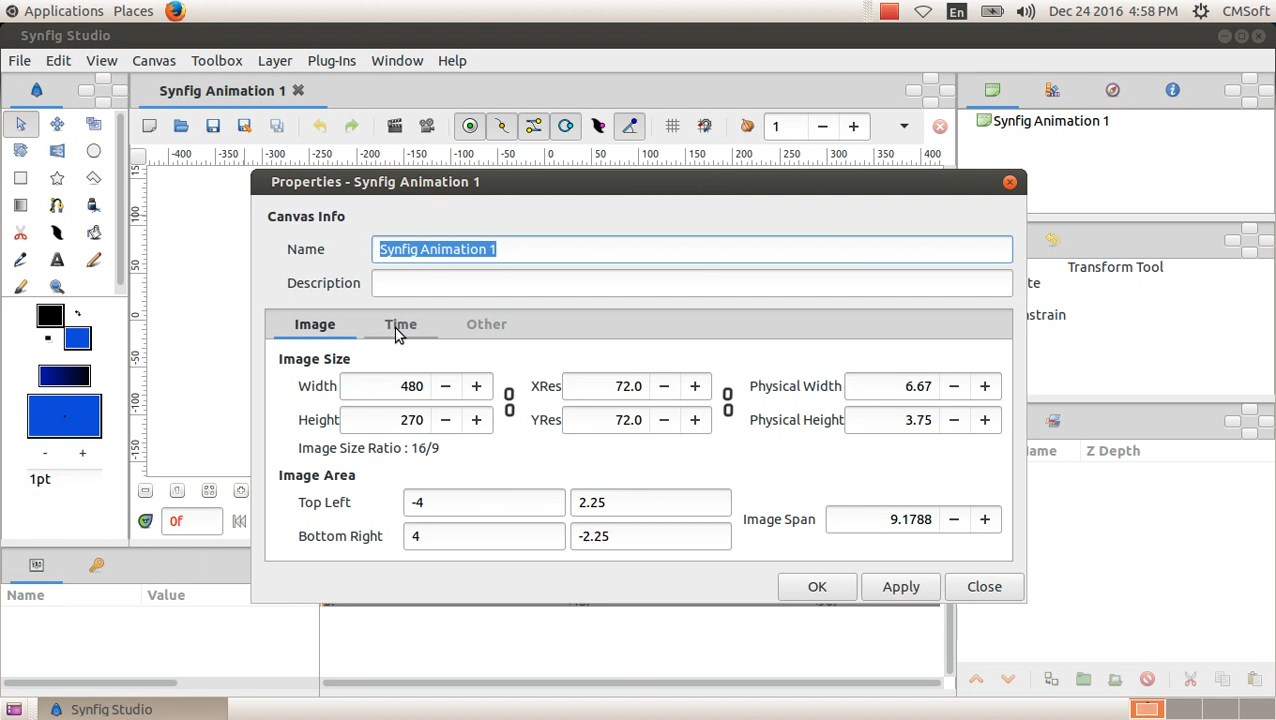 Applications Places En Dec 24 2016 4:58 PM CMSoft
Synfig Studio
File Edit View Canvas Toolbox Layer Plug-Ins Window Help
Synfig Animation 1
1
Synfig Animation 1
-400 -350 -300 -250 -200 -150 -100 -50 0 50 100 150 200 250 300 350 400
Properties - Synfig Animation 1
Canvas Info
Name Synfig Animation 1
Description
Transform Tool
Image Time Other
Image Size
Width 480 XRes 72.0 Physical Width 6.67
Height 270 YRes 72.0 Physical Height 3.75
Image Size Ratio : 16/9
Image Area
Top Left -4 2.25
Image Span 9.1788
Bottom Right 4 -2.25
Z Depth
- +
1pt
0f
OK Apply Close
Name Value
Synfig Studio